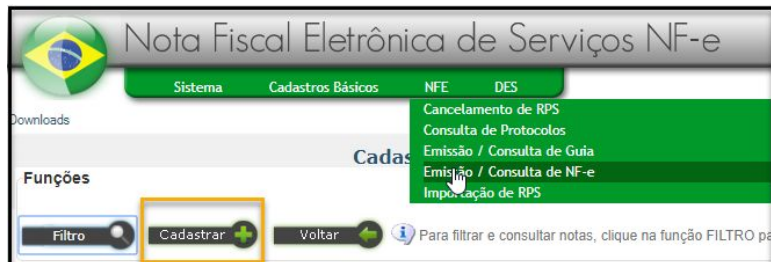 Nota Fiscal Eletrônica de Serviços NF-e
Sistema Cadastros Básicos NFE DES
Downloads
Cancelamento de RPS
Consulta de Protocolos
Emissão / Consulta de Guia
Cadas
Emissão / Consulta de NF-e
Funções
Importação de RPS
Filtro Cadastrar Voltar Para filtrar e consultar notas, clique na função FILTRO pa